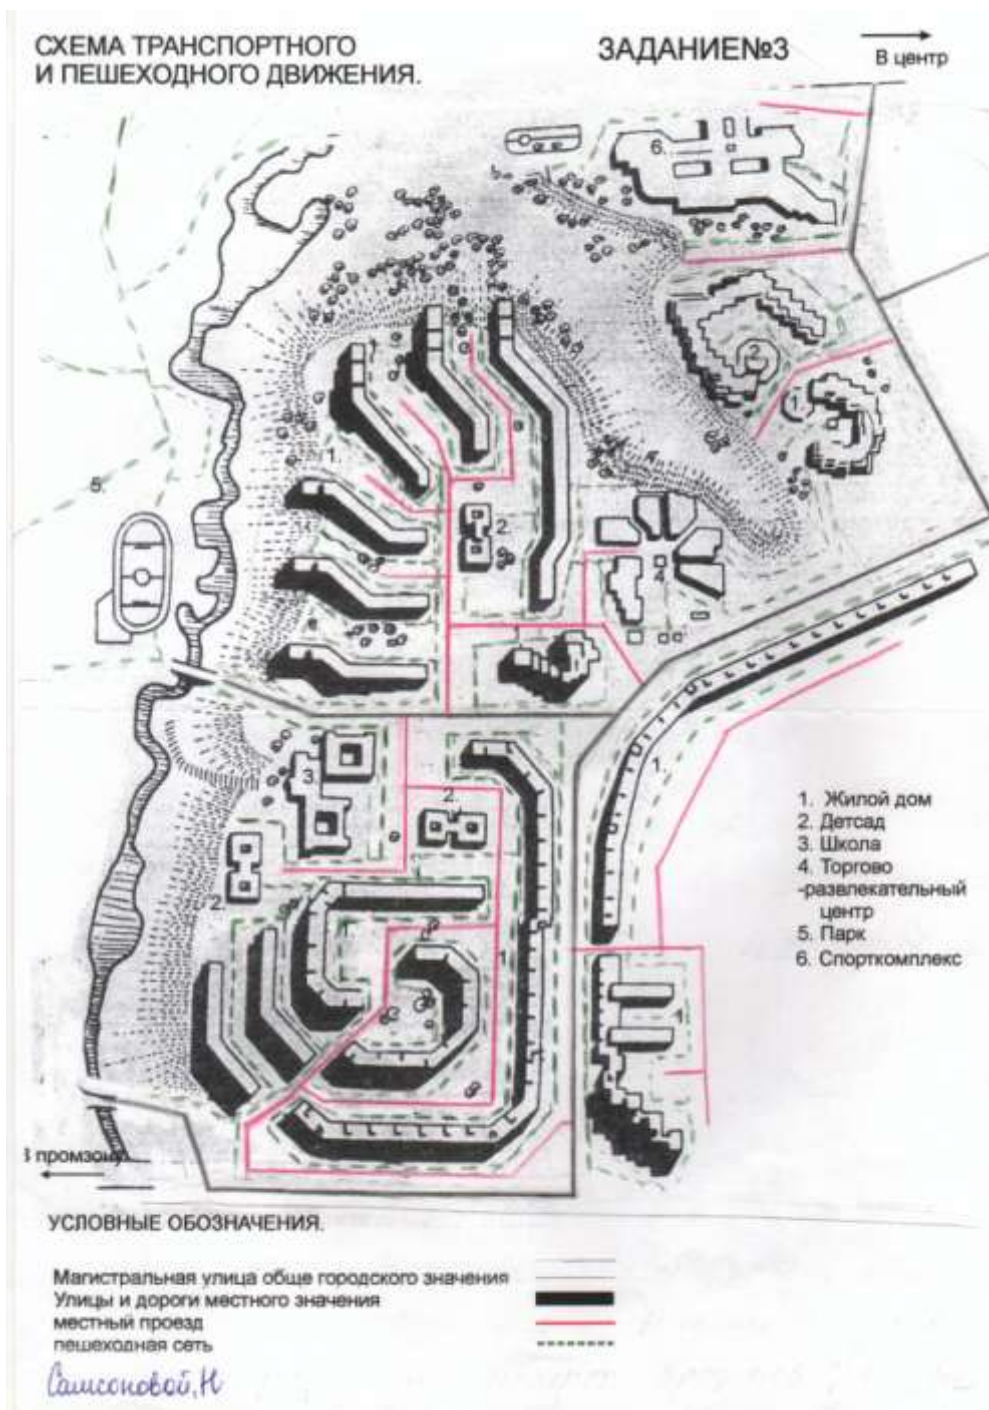 СХЕМА ТРАНСПОРТНОГО
И ПЕШЕХОДНОГО ДВИЖЕНИЯ.
ЗАДАНИЕ№3
В центр
6.
2
1.
1.
2.
5.
4
3.
2.
1.
2.
1
1. Жилой дом
2. Детсад
3. Школа
4. Торгово
-развлекательный
центр
5. Парк
6. Спорткомплекс
В промзону
УСЛОВНЫЕ ОБОЗНАЧЕНИЯ.
Магистральная улица обще городского значения
Улицы и дороги местного значения
местный проезд
пешеходная сеть
Самсоновой, Н